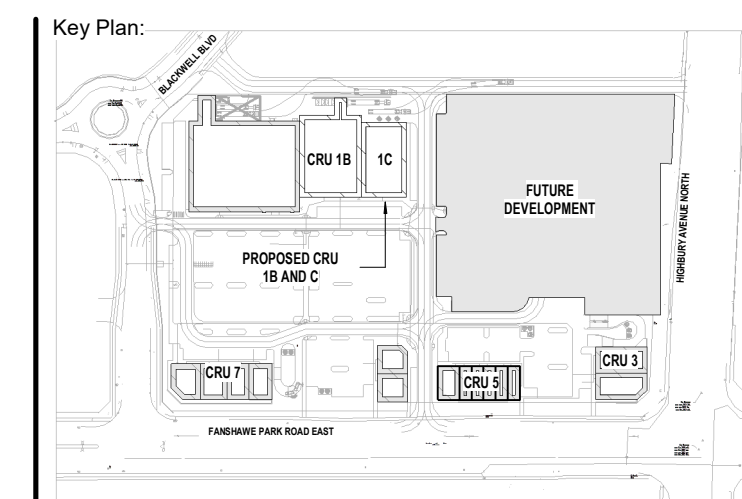 Key Plan:
BLACKWELL BLVD
CRU 1B
1C
FUTURE
DEVELOPMENT
HIGHBURY AVENUE NORTH
PROPOSED CRU
1B AND C
CRU 7
CRU 5
CRU 3
FANSHAWE PARK ROAD EAST